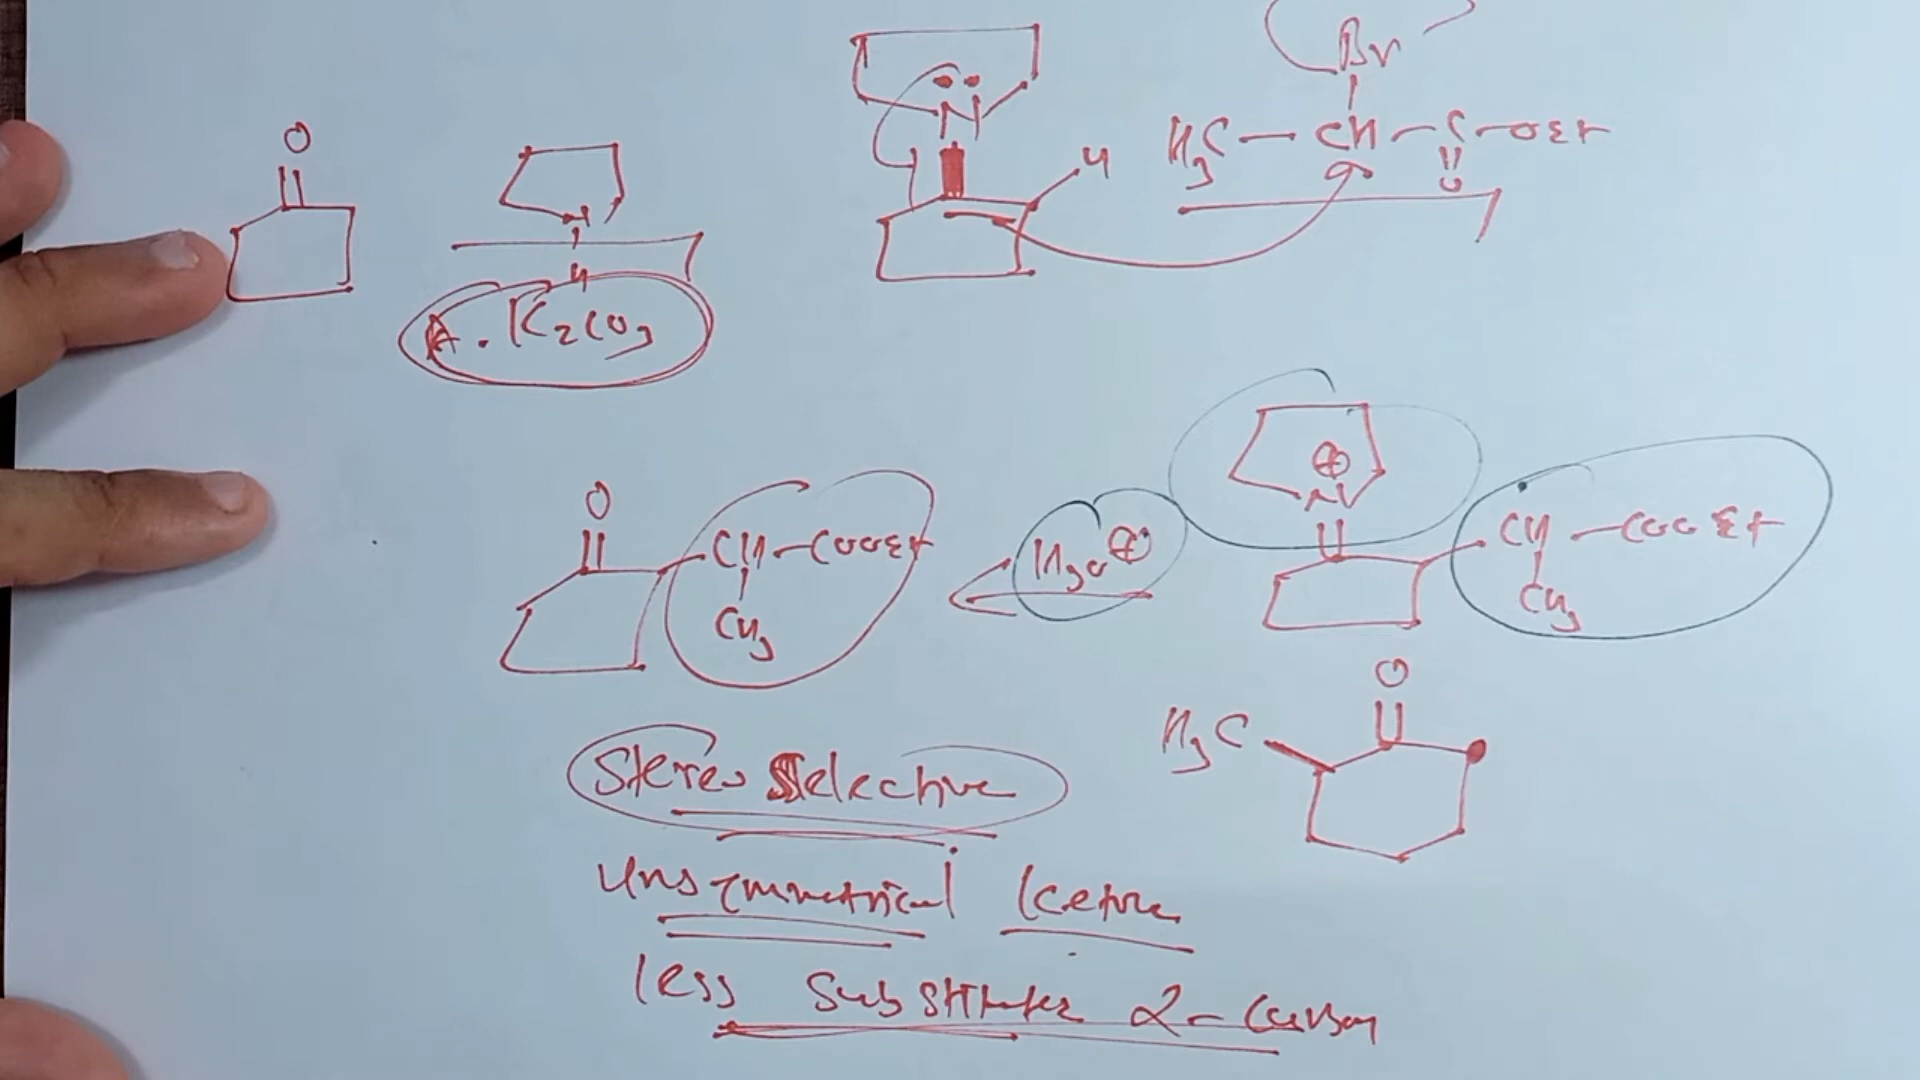 O
N
H
A. K2CO3
N
H
Br
H3C — CH — C — OEt
O
O
CH — COOEt
CH3
H3O⊕
⊕
N
CH — COOEt
CH3
O
H3C
Stereo Selective
Unsymmetrical Ketone
less Substituted α - Carbon